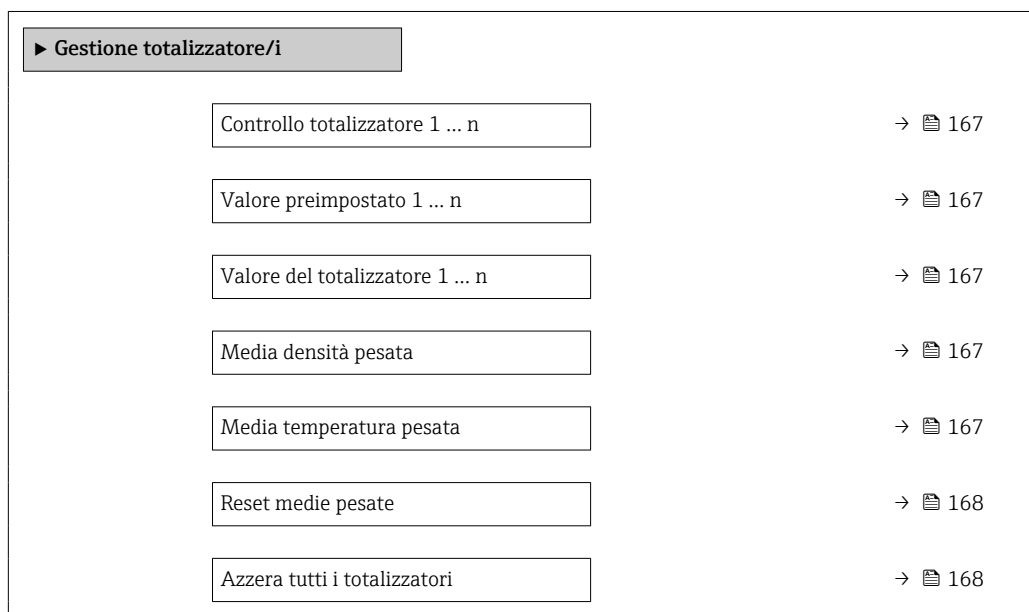 ▶ Gestione totalizzatore/i
Controllo totalizzatore 1 … n → 167
Valore preimpostato 1 … n → 167
Valore del totalizzatore 1 … n → 167
Media densità pesata → 167
Media temperatura pesata → 167
Reset medie pesate → 168
Azzera tutti i totalizzatori → 168